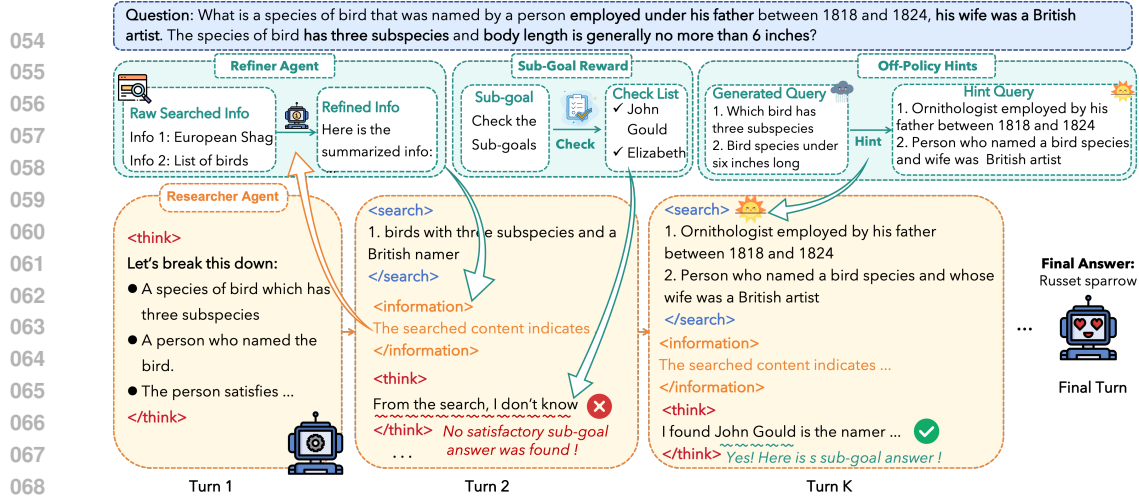 054
055
056
057
058
059
060
061
062
063
064
065
066
067
068
Question: What is a species of bird that was named by a person employed under his father between 1818 and 1824, his wife was a British
artist. The species of bird has three subspecies and body length is generally no more than 6 inches?
Refiner Agent
Raw Searched Info
Info 1: European Shag
Info 2: List of birds
Refined Info
Here is the
summarized info:
...
Sub-Goal Reward
Sub-goal
Check the
Sub-goals
Check
Check List
✓ John
Gould
✓ Elizabeth
Off-Policy Hints
Generated Query
1. Which bird has
three subspecies
2. Bird species under
six inches long
Hint
Hint Query
1. Ornithologist employed by his
father between 1818 and 1824
2. Person who named a bird species
and wife was British artist
Researcher Agent
<think>
Let's break this down:
● A species of bird which has
three subspecies
● A person who named the
bird.
● The person satisfies ...
</think>
Turn 1
<search>
1. birds with three subspecies and a
British namer
</search>
<information>
The searched content indicates
</information>
<think>
From the search, I don't know
</think>
No satisfactory sub-goal
answer was found !
...
Turn 2
<search>
1. Ornithologist employed by his father
between 1818 and 1824
2. Person who named a bird species and whose
wife was a British artist
</search>
<information>
The searched content indicates ...
</information>
<think>
I found John Gould is the namer ...
</think>
Yes! Here is s sub-goal answer !
Turn K
...
Final Answer:
Russet sparrow
Final Turn